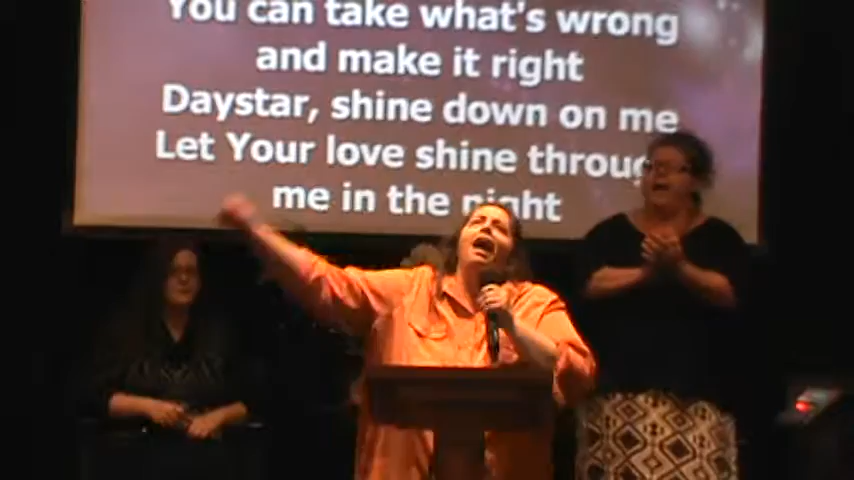 You can take what's wrong
and make it right
Daystar, shine down on me
Let Your love shine through
me in the night